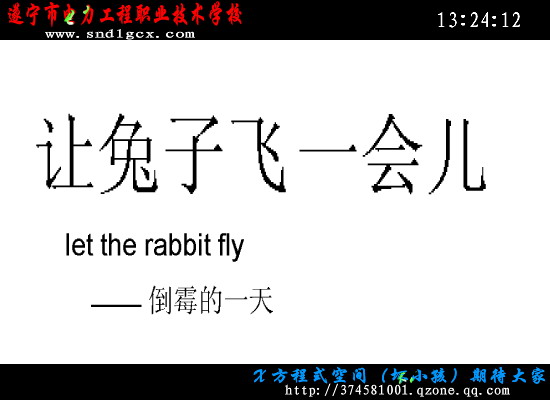 遂宁市电力工程职业技术学校
www.sndlgcx.com
13:24:12
让兔子飞一会儿
let the rabbit fly
—— 倒霉的一天
X方程式空间（坏小孩）期待大家
http://374581001.qzone.qq.com